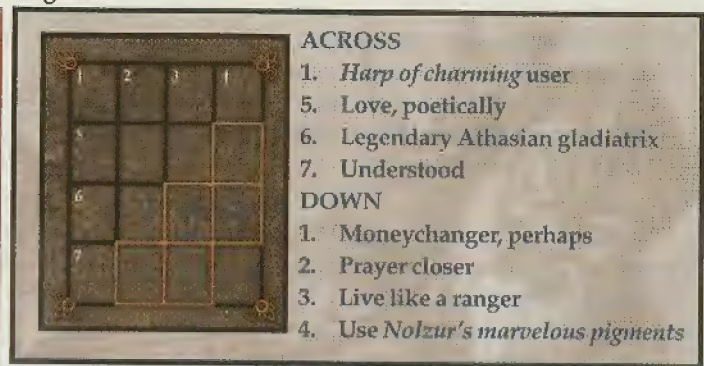 1 2 3 4
5
6
7
ACROSS
1. Harp of charming user
5. Love, poetically
6. Legendary Athasian gladiatrix
7. Understood
DOWN
1. Moneychanger, perhaps
2. Prayer closer
3. Live like a ranger
4. Use Nolzur's marvelous pigments